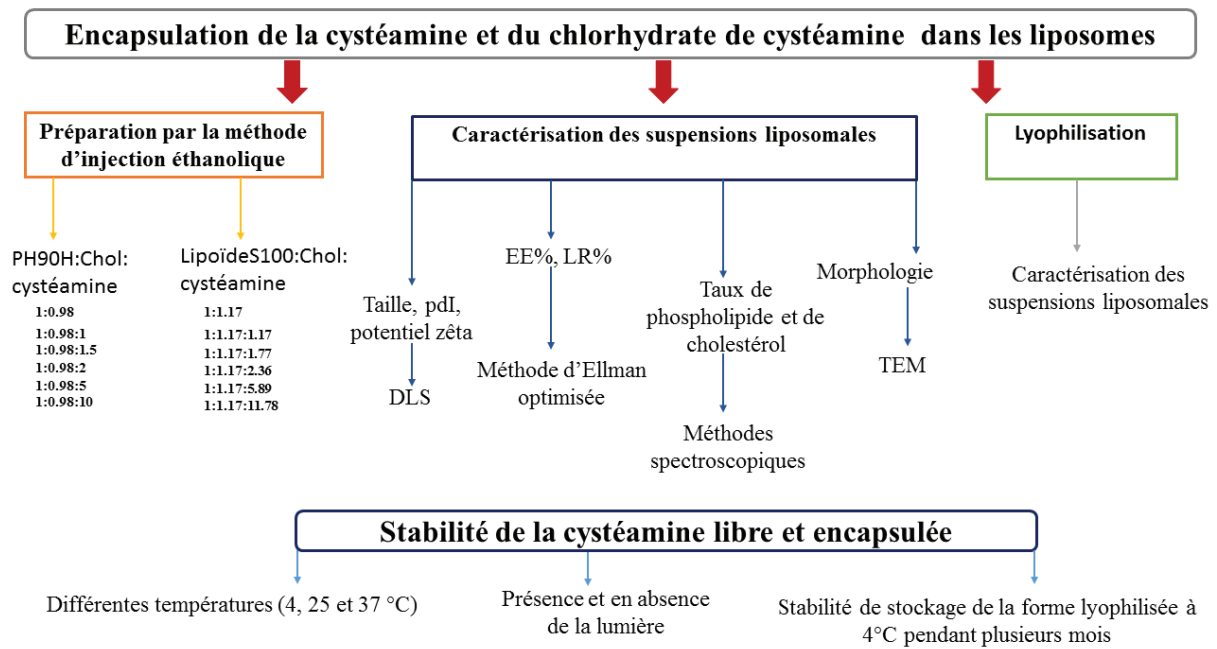 Encapsulation de la cystéamine et du chlorhydrate de cystéamine dans les liposomes
Préparation par la méthode
d'injection éthanolique
Caractérisation des suspensions liposomales
Lyophilisation
PH90H:Chol:
cystéamine
1:0.98
1:0.98:1
1:0.98:1.5
1:0.98:2
1:0.98:5
1:0.98:10
LipoïdeS100:Chol:
cystéamine
1:1.17
1:1.17:1.17
1:1.17:1.77
1:1.17:2.36
1:1.17:5.89
1:1.17:11.78
Taille, pdI,
potentiel zêta
DLS
EE%, LR%
Méthode d'Ellman
optimisée
Taux de
phospholipide et de
cholestérol
Méthodes
spectroscopiques
Morphologie
TEM
Caractérisation des
suspensions liposomales
Stabilité de la cystéamine libre et encapsulée
Différentes températures (4, 25 et 37 °C)
Présence et en absence
de la lumière
Stabilité de stockage de la forme lyophilisée à
4°C pendant plusieurs mois